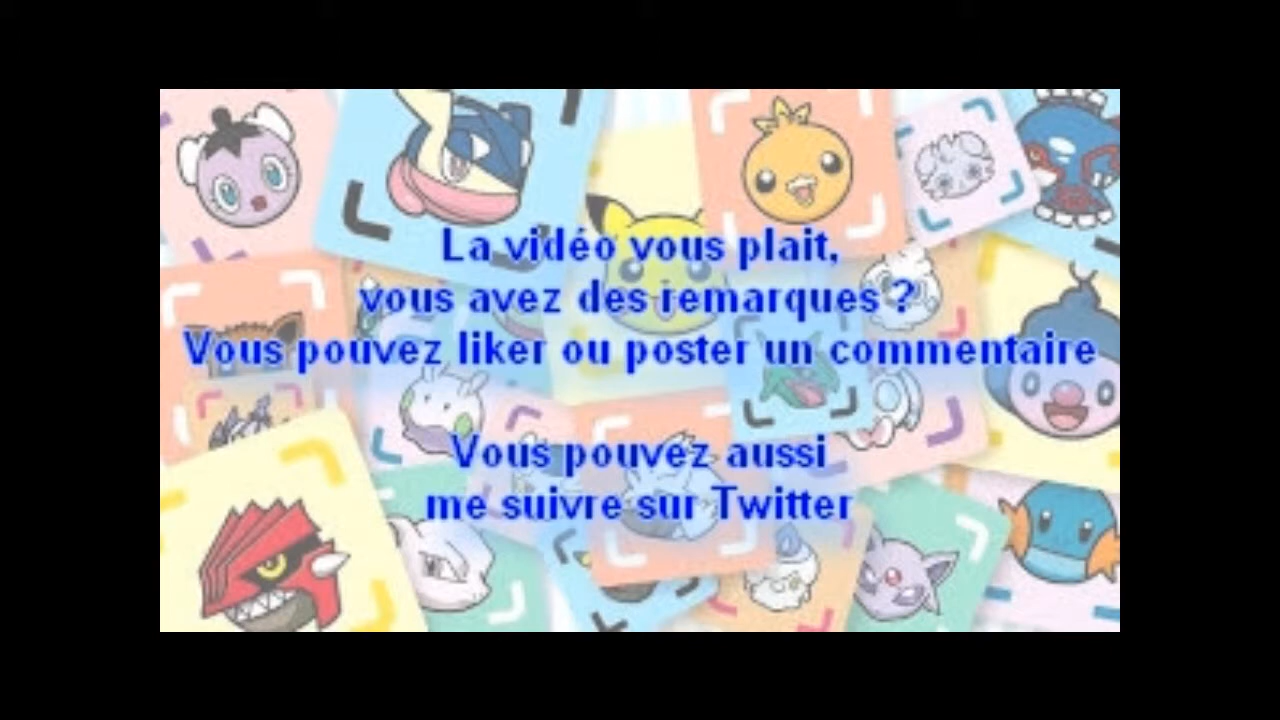 La vidéo vous plait,
vous avez des remarques ?
Vous pouvez liker ou poster un commentaire
Vous pouvez aussi
me suivre sur Twitter